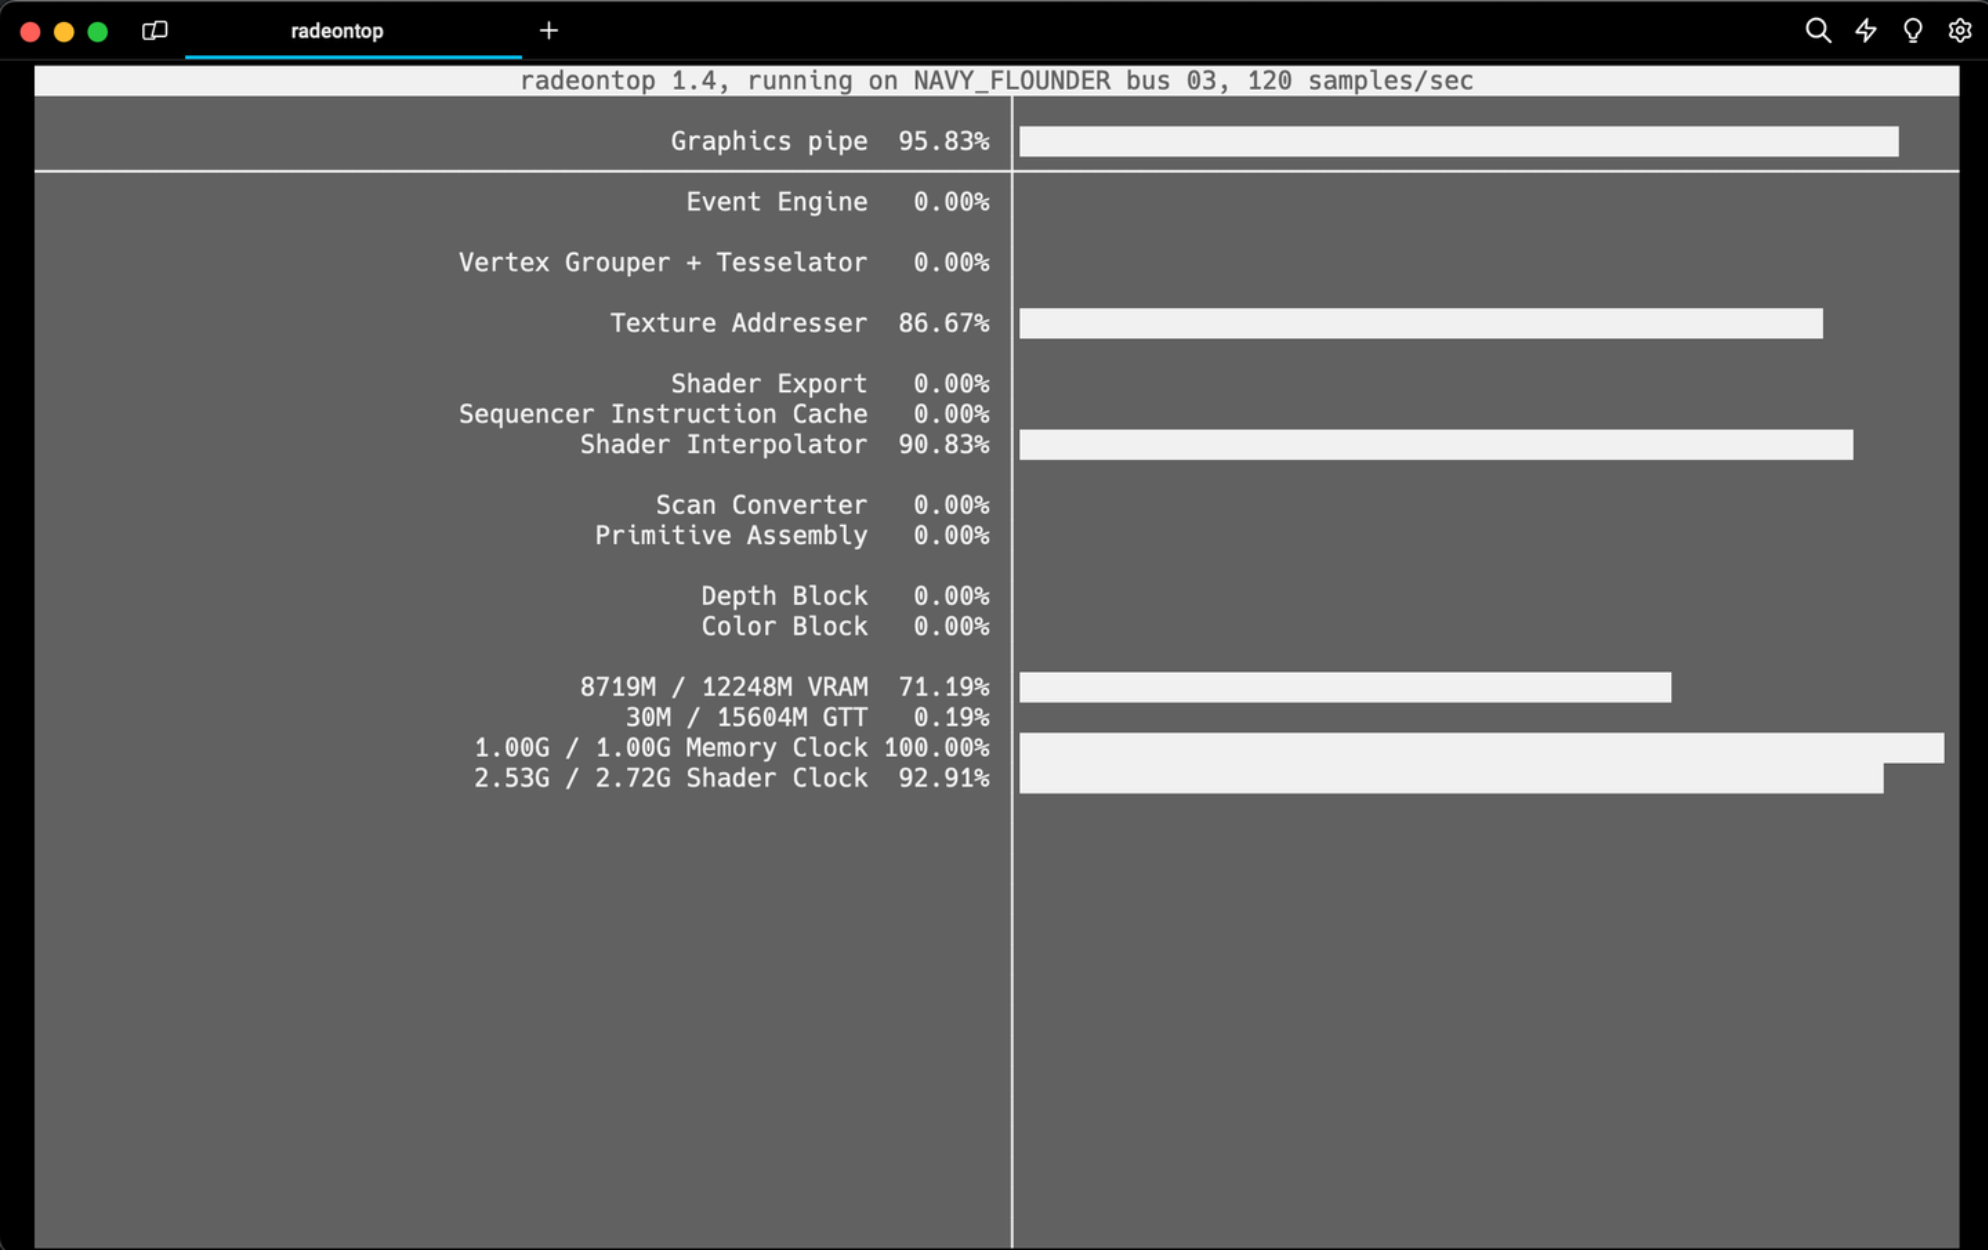 radeontop
radeontop 1.4, running on NAVY_FLOUNDER bus 03, 120 samples/sec
Graphics pipe 95.83%
Event Engine 0.00%
Vertex Grouper + Tesselator 0.00%
Texture Addresser 86.67%
Shader Export 0.00%
Sequencer Instruction Cache 0.00%
Shader Interpolator 90.83%
Scan Converter 0.00%
Primitive Assembly 0.00%
Depth Block 0.00%
Color Block 0.00%
8719M / 12248M VRAM 71.19%
30M / 15604M GTT 0.19%
1.00G / 1.00G Memory Clock 100.00%
2.53G / 2.72G Shader Clock 92.91%